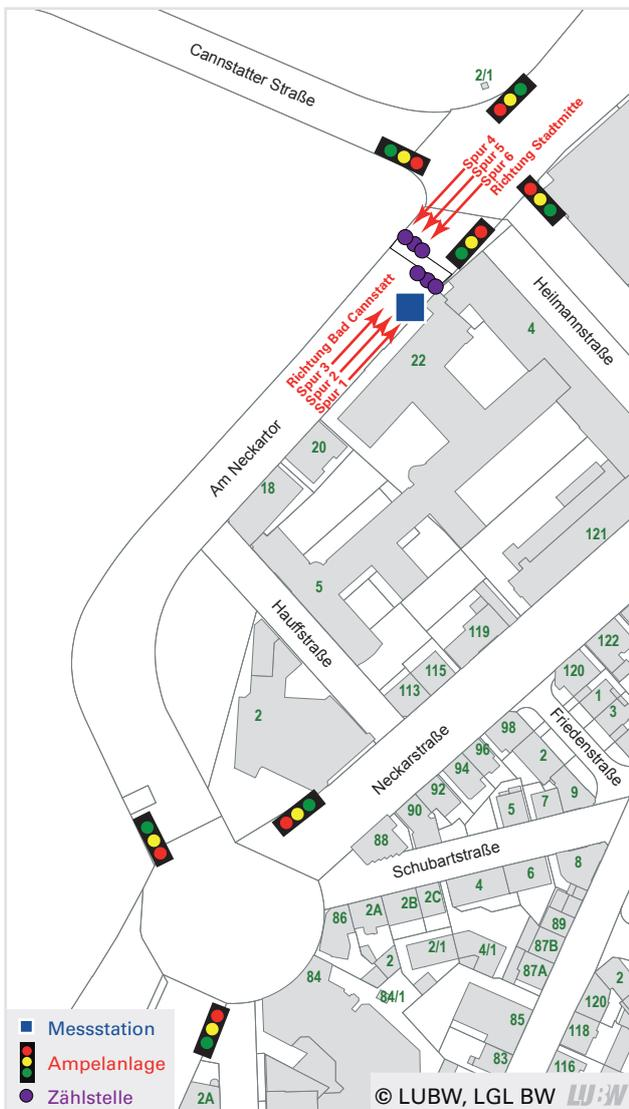 Cannstatter Straße
2/1
Spur 4
Spur 5
Spur 6
Richtung Stadtmitte
Heilmannstraße
4
22
Richtung Bad Cannstatt
Spur 3
Spur 2
Spur 1
Am Neckartor
20
18
121
5
Hauffstraße
119
115
113
122
120
1
3
Friedenstraße
2
Neckarstraße
98
96
94
92
90
88
2
9
7
5
Schubartstraße
8
6
4
2C
2B
2A
86
89
87B
87A
2/1
4/1
2
84
84/1
85
83
2
120
118
116
2A
Messstation
Ampelanlage
Zählstelle
© LUBW, LGL BW LUBW